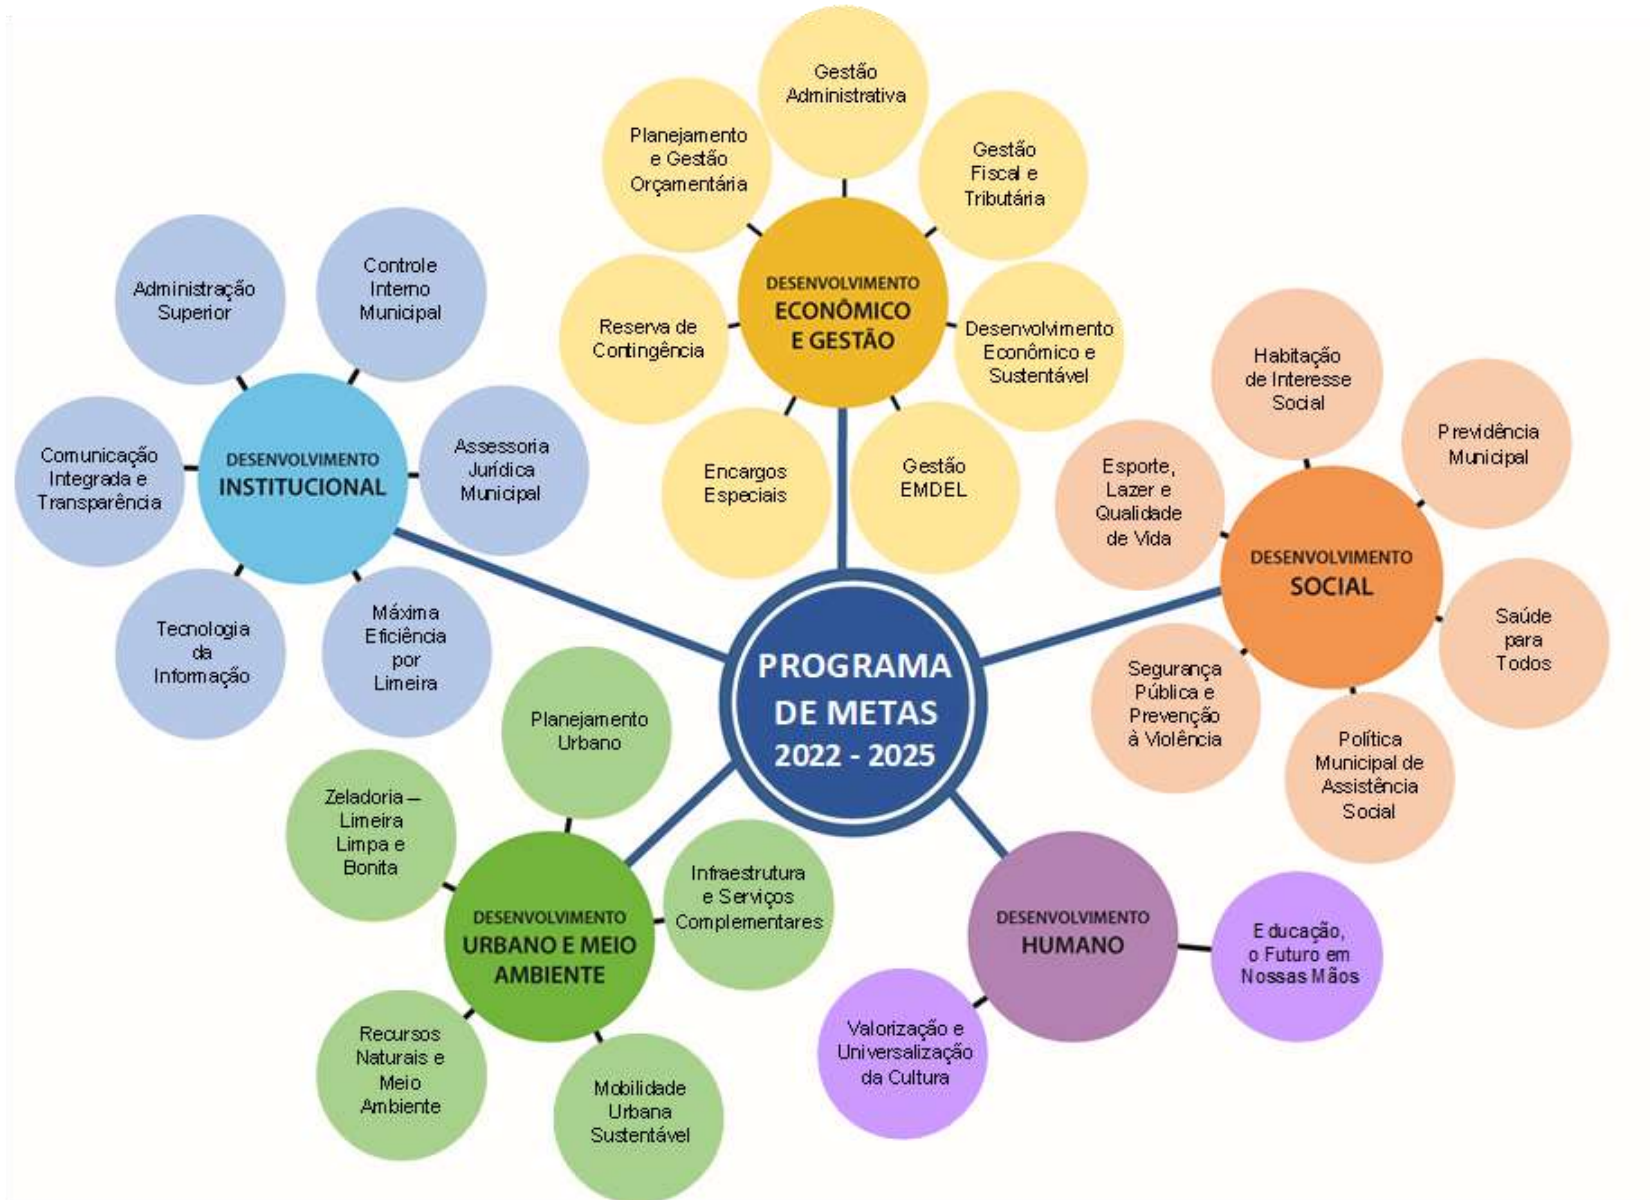 Gestão
Administrativa
Planejamento
e Gestão
Orçamentária
Gestão
Fiscal e
Tributária
DESENVOLVIMENTO
ECONÔMICO
E GESTÃO
Reserva de
Contingência
Desenvolvimento
Econômico e
Sustentável
Encargos
Especiais
Gestão
EMDEL
Administração
Superior
Controle
Interno
Municipal
DESENVOLVIMENTO
INSTITUCIONAL
Comunicação
Integrada e
Transparência
Assessoria
Jurídica
Municipal
Tecnologia
da
Informação
Máxima
Eficiência
por
Limeira
Habitação
de Interesse
Social
Previdência
Municipal
Esporte,
Lazer e
Qualidade
de Vida
DESENVOLVIMENTO
SOCIAL
Saúde
para
Todos
Segurança
Pública e
Prevenção
à Violência
Política
Municipal de
Assistência
Social
PROGRAMA
DE METAS
2022 - 2025
Planejamento
Urbano
Zeladoria –
Limeira
Limpa e
Bonita
Infraestrutura
e Serviços
Complementares
DESENVOLVIMENTO
URBANO E MEIO
AMBIENTE
Recursos
Naturais e
Meio
Ambiente
Mobilidade
Urbana
Sustentável
DESENVOLVIMENTO
HUMANO
Educação,
o Futuro em
Nossas Mãos
Valorização e
Universalização
da Cultura